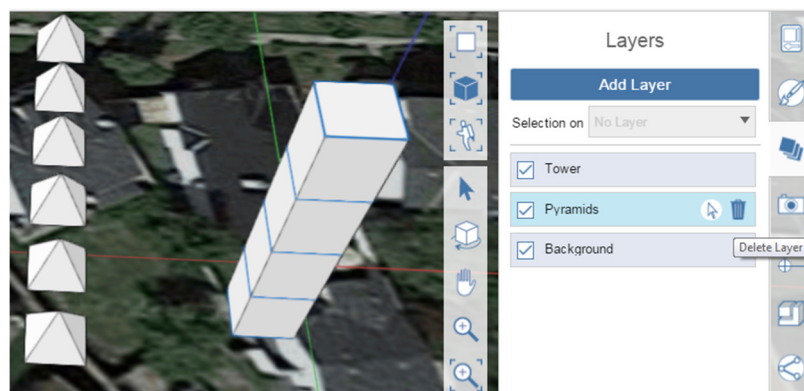 Layers
Add Layer
Selection on No Layer
Tower
Pyramids
Delete Layer
Background